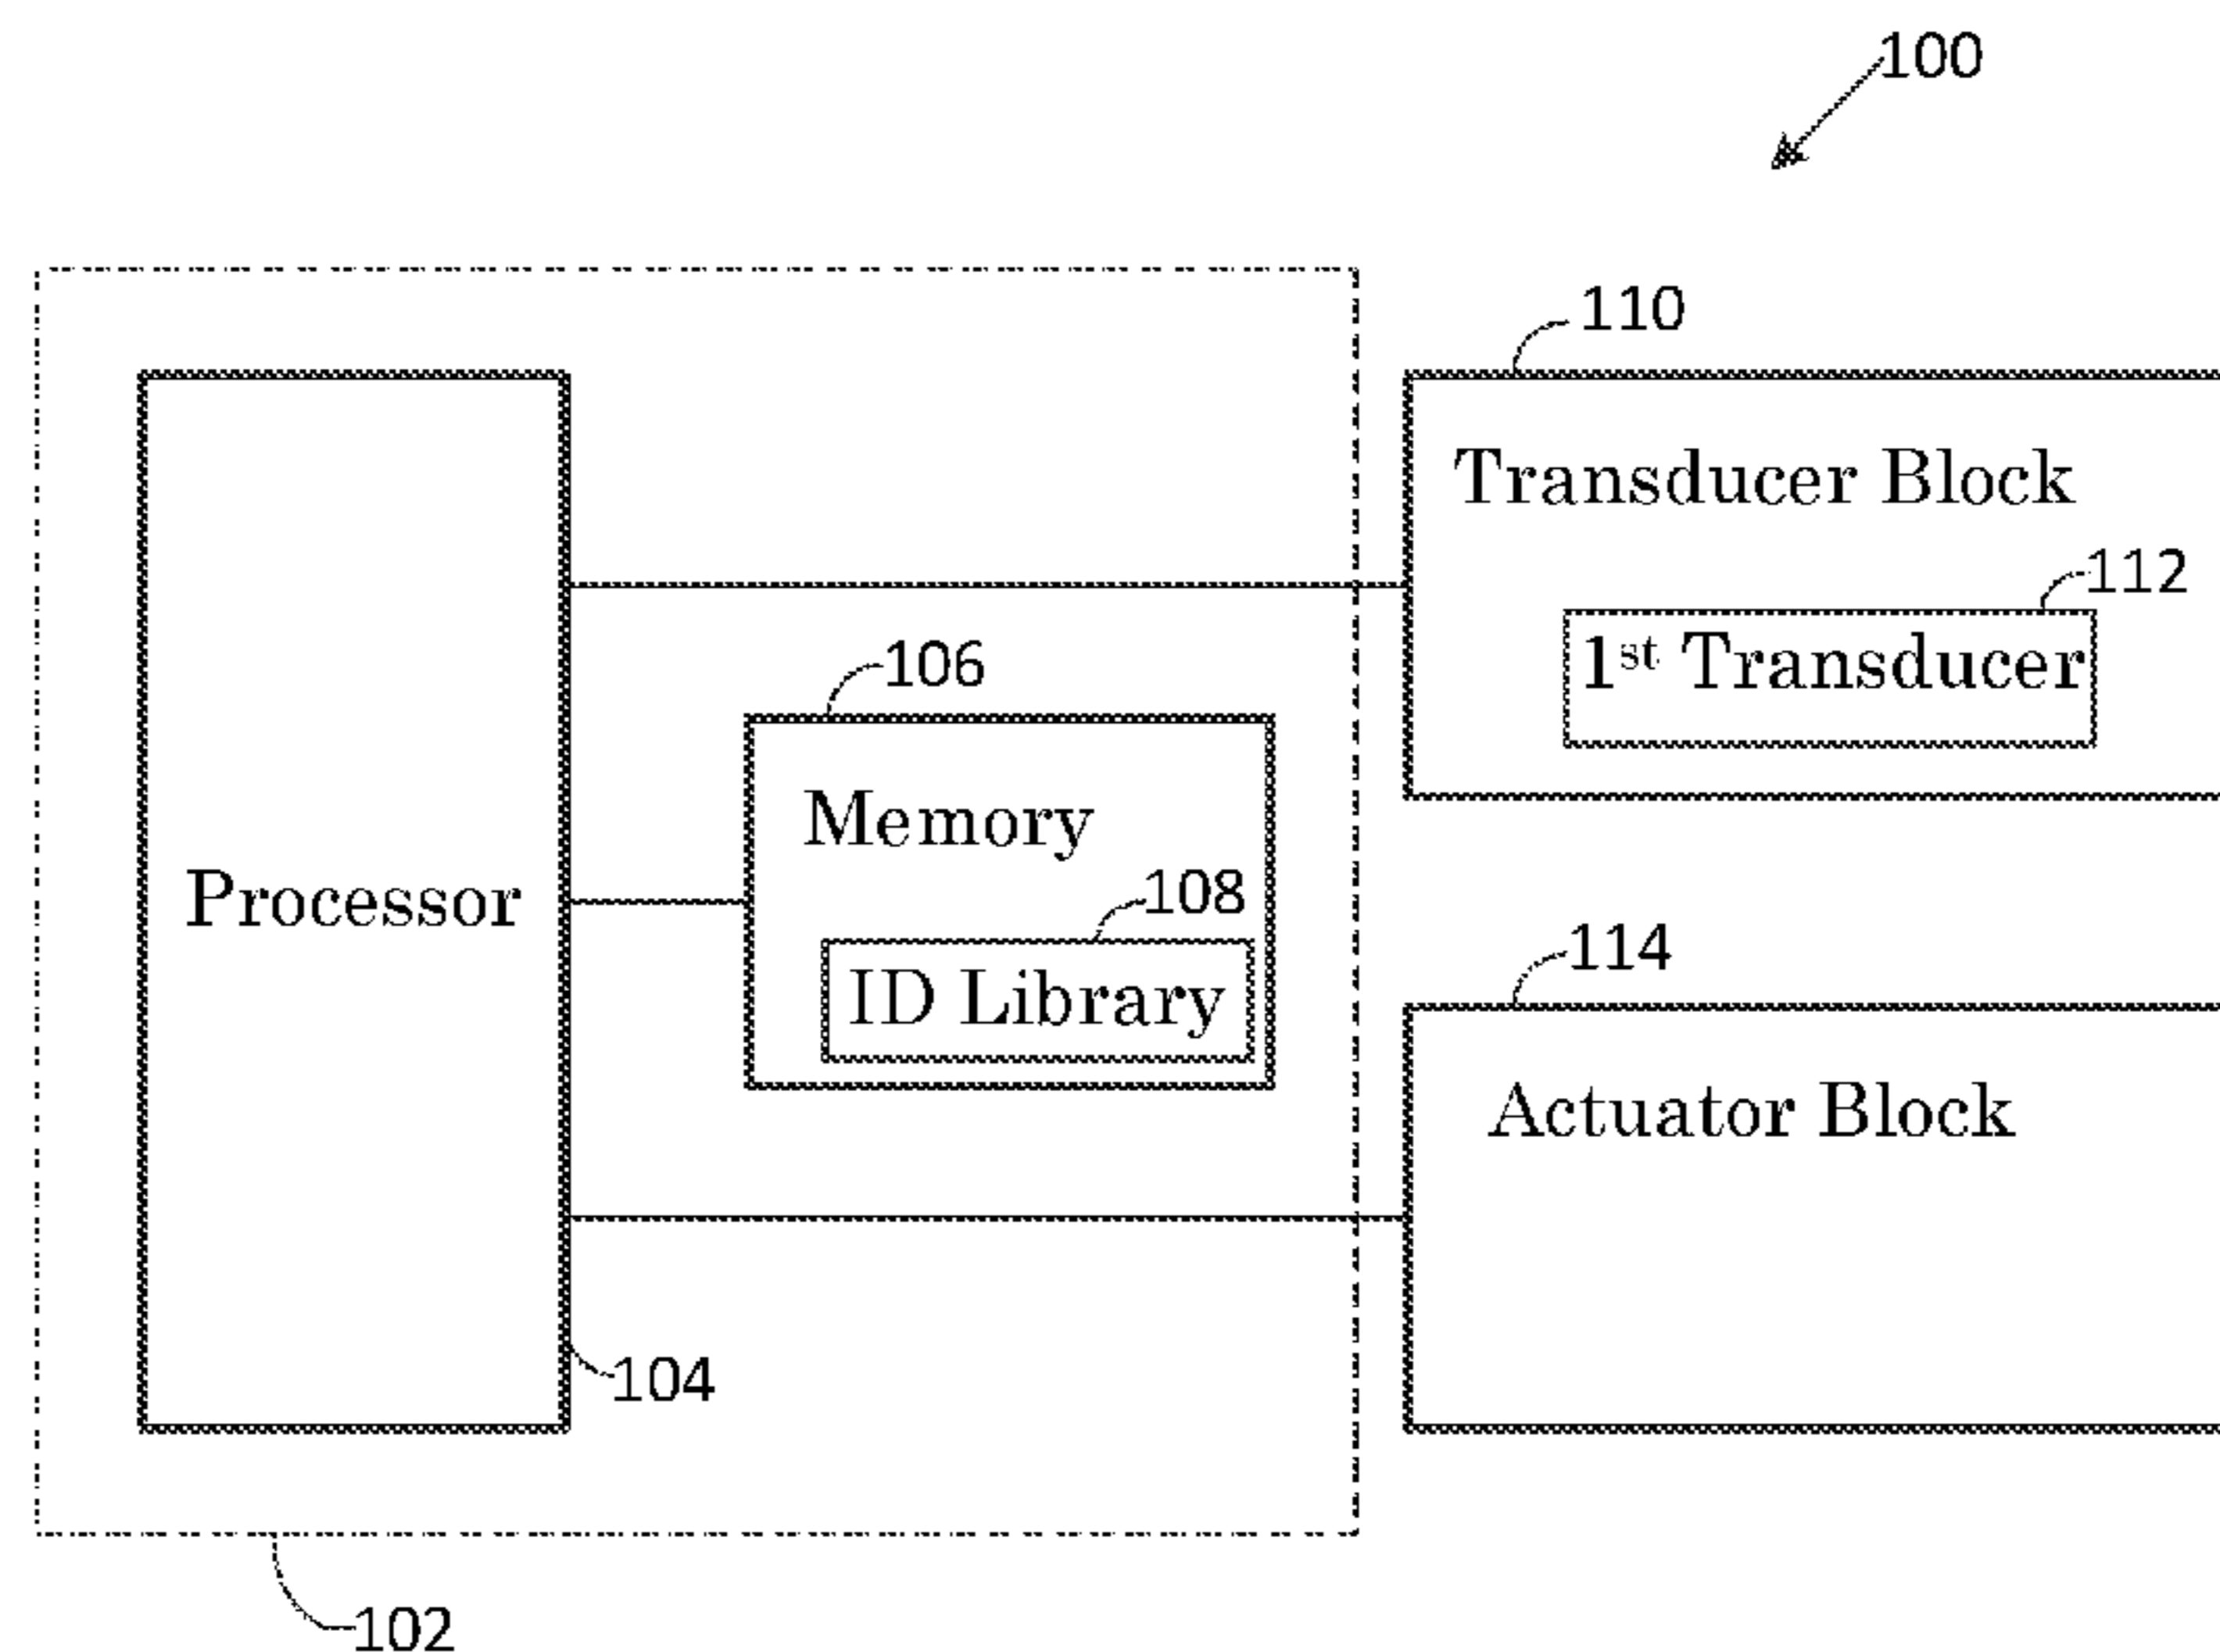 100
110
Transducer Block
112
1st Transducer
106
Memory
108
ID Library
Processor
114
Actuator Block
104
102